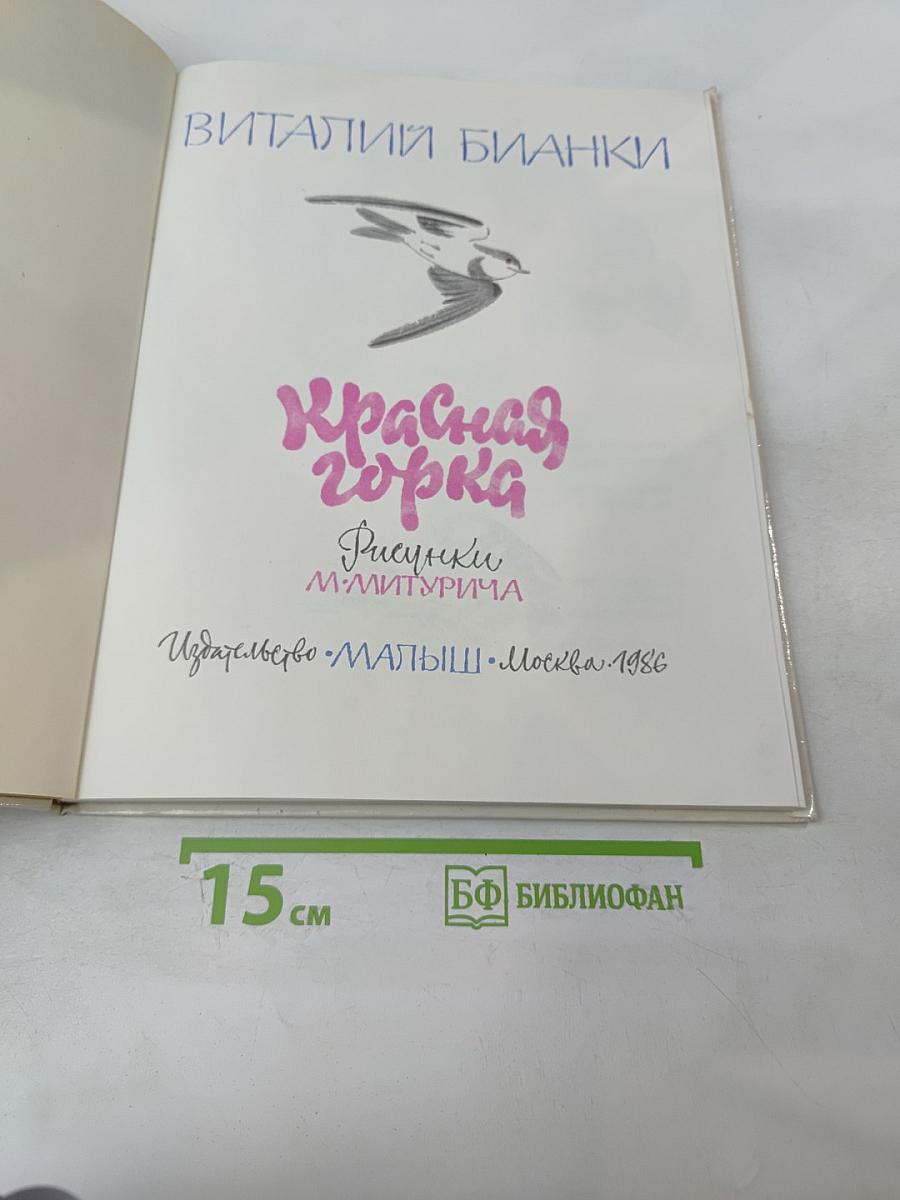 ВИТАЛИЙ БИАНКИ
Красная
горка
Рисунки
М·МИТУРИЧА
Издательство·МАЛЫШ·Москва·1986
15 см
БФ БИБЛИОФАН